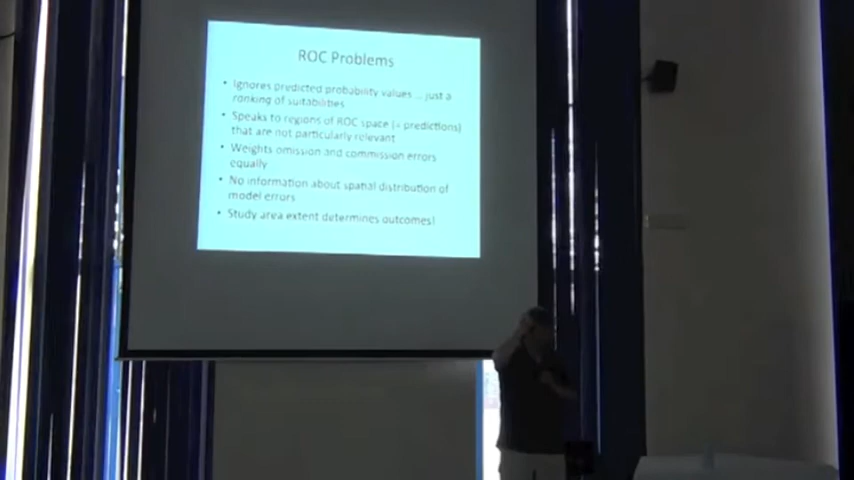 ROC Problems
• Ignores predicted probability values ... just a
ranking of suitabilities
• Speaks to regions of ROC space (= predictions)
that are not particularly relevant
• Weights omission and commission errors
equally
• No information about spatial distribution of
model errors
• Study area extent determines outcomes!